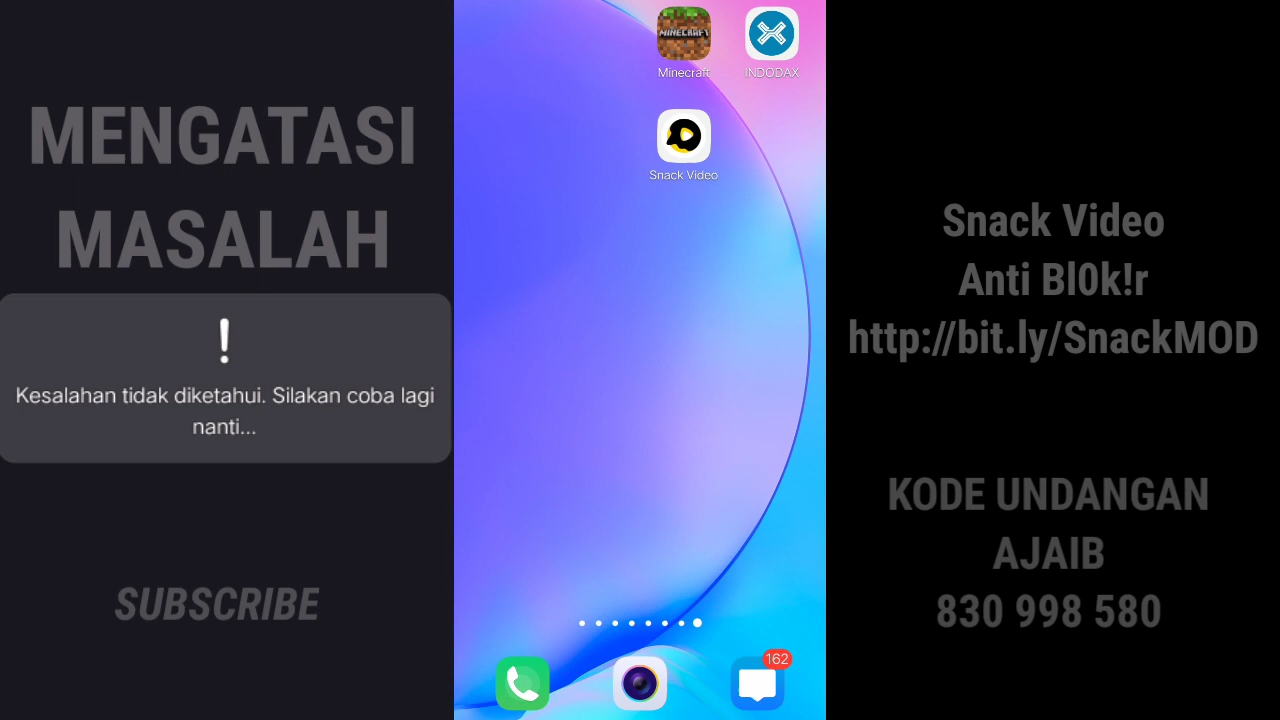 MENGATASI
MASALAH
!
Kesalahan tidak diketahui. Silakan coba lagi
nanti...
SUBSCRIBE
MINECRAFT
Minecraft
INDODAX
Snack Video
162
Snack Video
Anti Bl0k!r
http://bit.ly/SnackMOD
KODE UNDANGAN
AJAIB
830 998 580